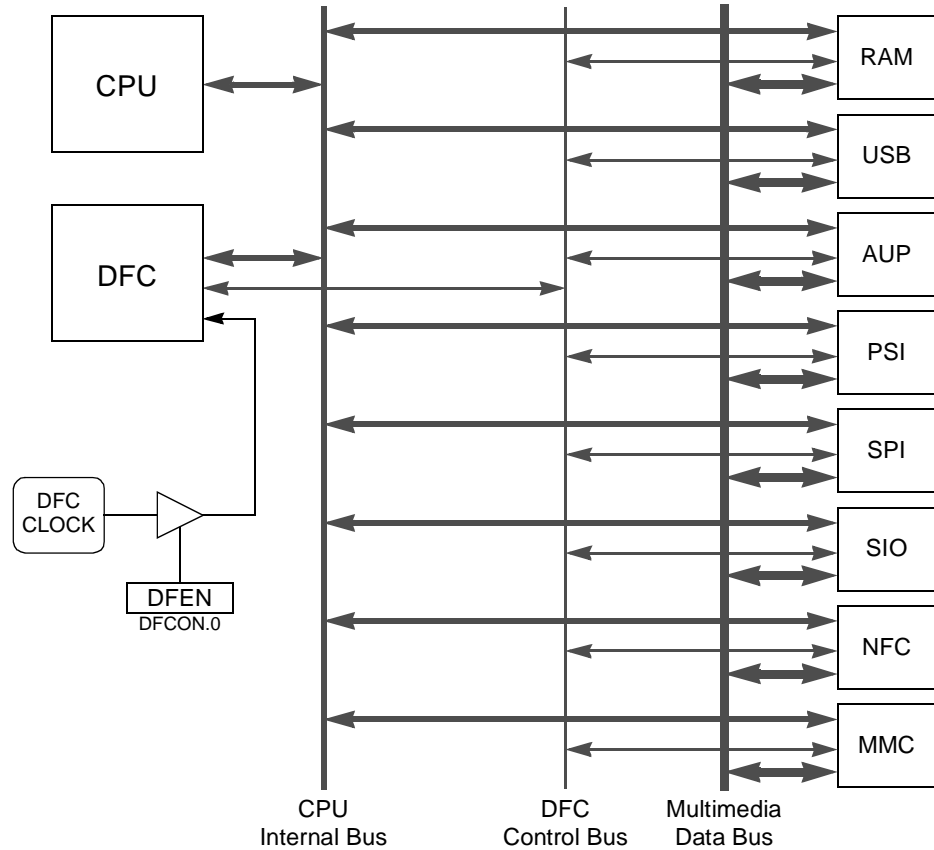 CPU
DFC
DFC
CLOCK
DFEN
DFCON.0
RAM
USB
AUP
PSI
SPI
SIO
NFC
MMC
CPU
Internal Bus
DFC
Control Bus
Multimedia
Data Bus